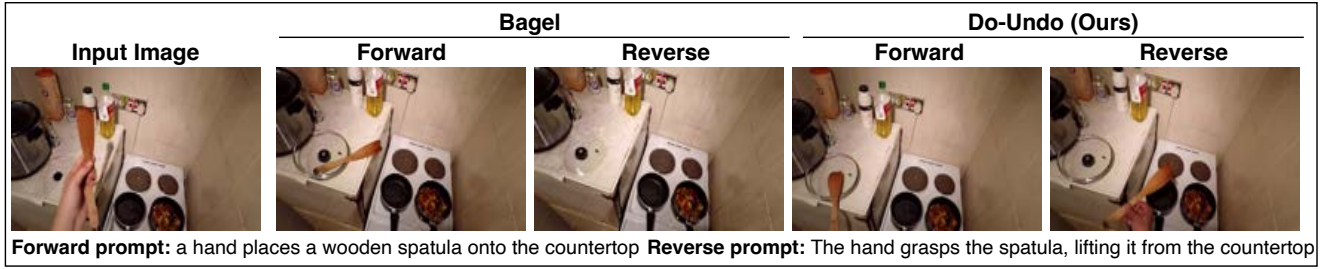 Bagel Do-Undo (Ours)
Input Image Forward Reverse Forward Reverse
Forward prompt: a hand places a wooden spatula onto the countertop Reverse prompt: The hand grasps the spatula, lifting it from the countertop